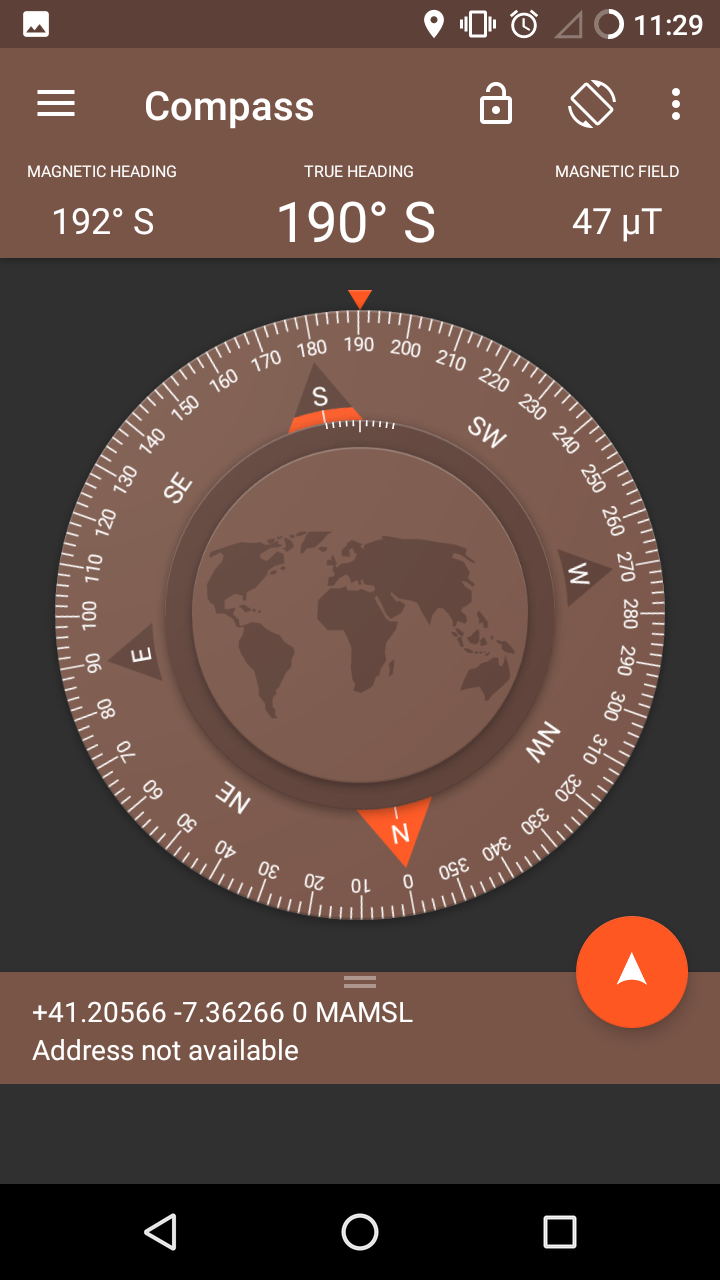 11:29
Compass
MAGNETIC HEADING TRUE HEADING MAGNETIC FIELD
192° S 190° S 47 µT
180 190 200
170 210
160 220
150 230
140 240
130 250
120 260
110 270
100 280
90 290
80 300
70 310
60 320
50 330
40 340
30 350
20 10 0
S
SE SW
E W
NE NW
N
+41.20566 -7.36266 0 MAMSL
Address not available